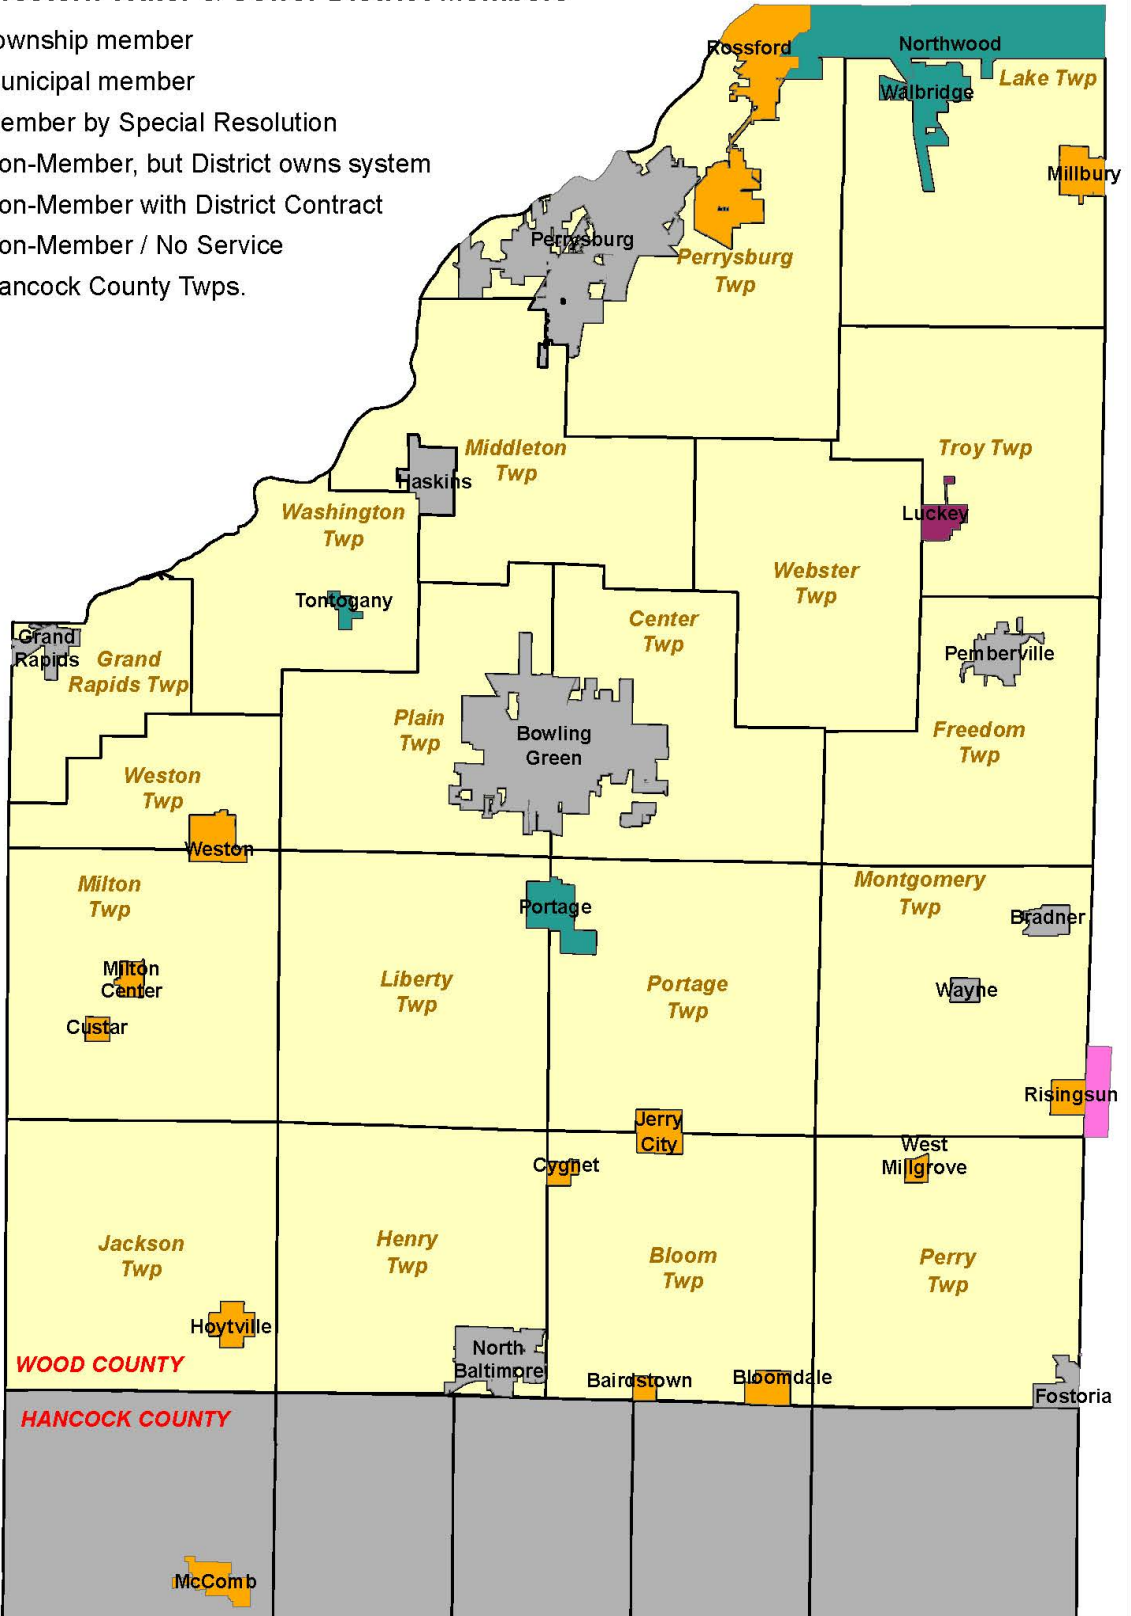 ownship member
unicipal member
ember by Special Resolution
on-Member, but District owns system
on-Member with District Contract
on-Member / No Service
ancock County Twps.
Rossford
Northwood
Lake Twp
Walbridge
Millbury
Perrysburg
Perrysburg
Twp
Middleton
Twp
Haskins
Troy Twp
Washington
Twp
Luckey
Webster
Twp
Tontogany
Center
Twp
Grand
Rapids
Grand
Rapids Twp
Pemberville
Plain
Twp
Bowling
Green
Freedom
Twp
Weston
Twp
Weston
Milton
Twp
Montgomery
Twp
Portage
Bradner
Milton
Center
Liberty
Twp
Portage
Twp
Wayne
Custar
Risingsun
Jerry
City
West
Millgrove
Cygnet
Jackson
Twp
Henry
Twp
Bloom
Twp
Perry
Twp
Hoytville
North
Baltimore
WOOD COUNTY
Bairdstown
Bloomdale
Fostoria
HANCOCK COUNTY
McComb